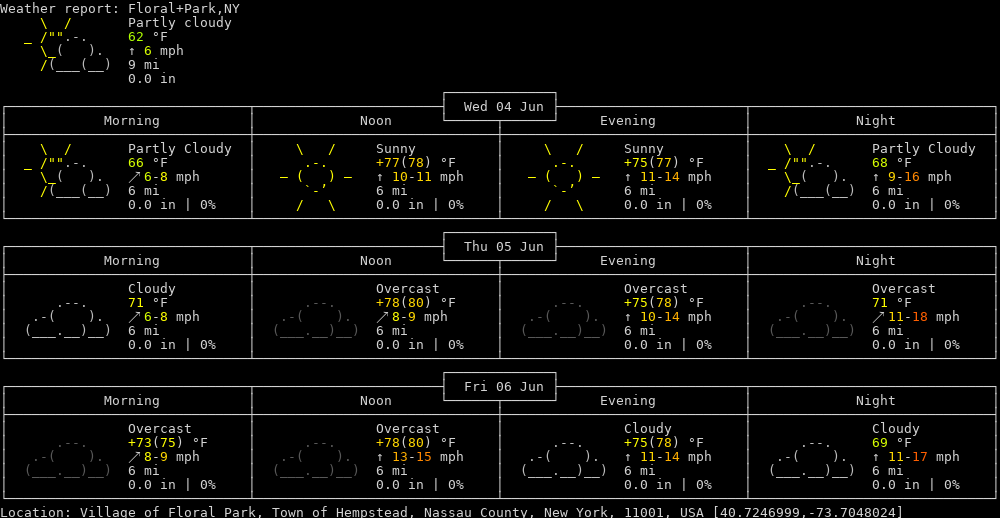 Weather report: Floral+Park,NY
Partly cloudy
62 °F
↑ 6 mph
9 mi
0.0 in
Wed 04 Jun
Morning Noon Evening Night
Partly Cloudy Sunny Sunny Partly Cloudy
66 °F +77(78) °F +75(77) °F 68 °F
↗ 6-8 mph ↑ 10-11 mph ↑ 11-14 mph ↑ 9-16 mph
6 mi 6 mi 6 mi 6 mi
0.0 in | 0% 0.0 in | 0% 0.0 in | 0% 0.0 in | 0%
Thu 05 Jun
Morning Noon Evening Night
Cloudy Overcast Overcast Overcast
71 °F +78(80) °F +75(78) °F 71 °F
↗ 6-8 mph ↗ 8-9 mph ↑ 10-14 mph ↗ 11-18 mph
6 mi 6 mi 6 mi 6 mi
0.0 in | 0% 0.0 in | 0% 0.0 in | 0% 0.0 in | 0%
Fri 06 Jun
Morning Noon Evening Night
Overcast Overcast Cloudy Cloudy
+73(75) °F +78(80) °F +75(78) °F 69 °F
↗ 8-9 mph ↑ 13-15 mph ↑ 11-14 mph ↑ 11-17 mph
6 mi 6 mi 6 mi 6 mi
0.0 in | 0% 0.0 in | 0% 0.0 in | 0% 0.0 in | 0%
Location: Village of Floral Park, Town of Hempstead, Nassau County, New York, 11001, USA [40.7246999,-73.7048024]